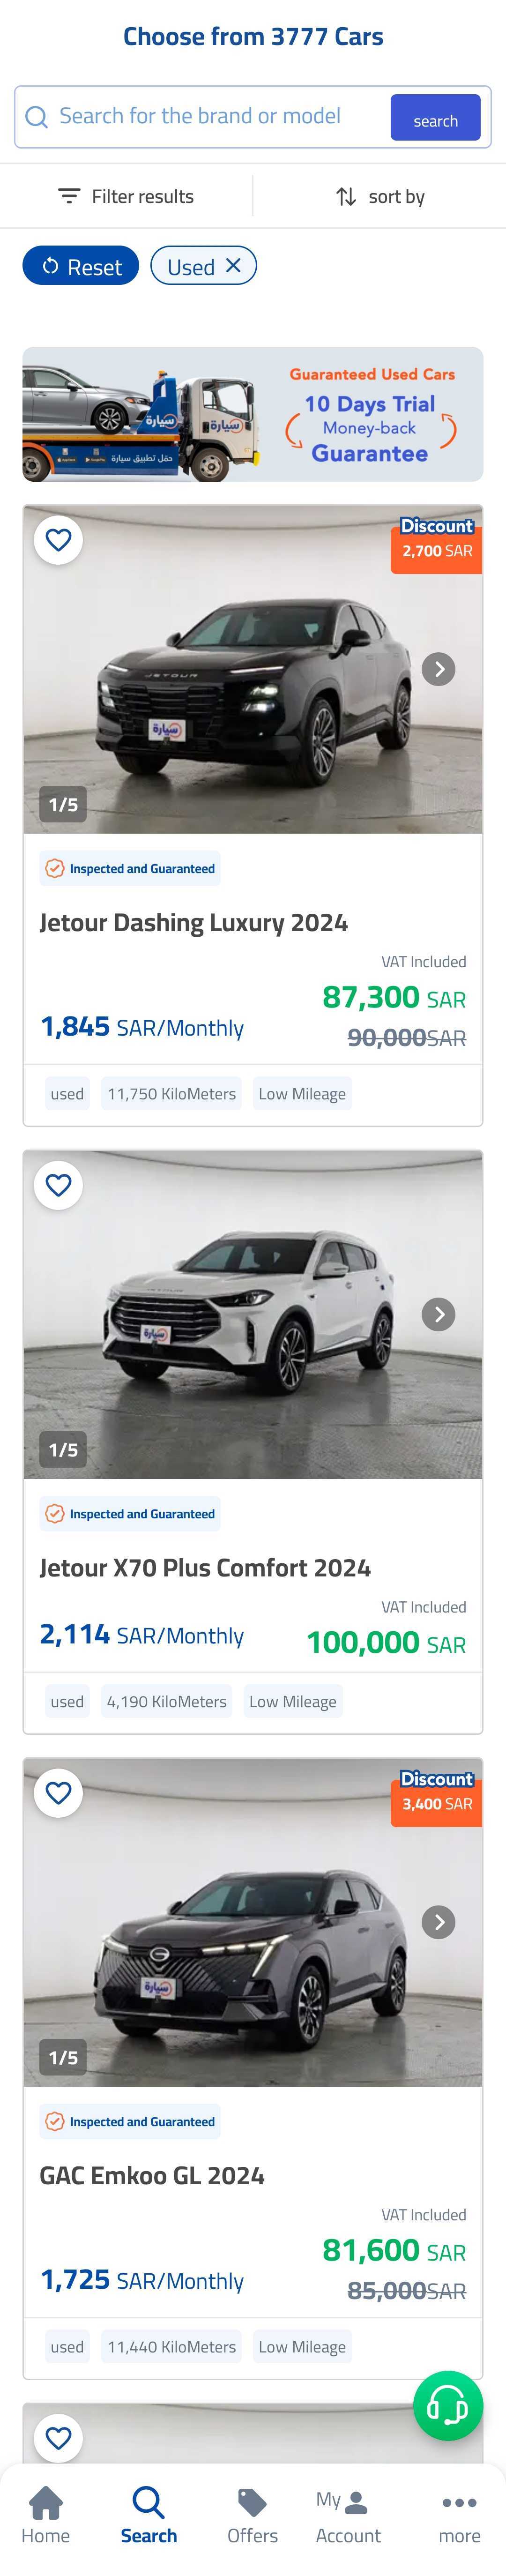 Choose from 3777 Cars
Search for the brand or model
search
Filter results
sort by
Reset
Used
Guaranteed Used Cars
10 Days Trial
Money-back
Guarantee
سيارة
سيارة
حمّل تطبيق سيارة
Discount
2,700 SAR
JETOUR
سيارة
1/5
Inspected and Guaranteed
Jetour Dashing Luxury 2024
VAT Included
87,300 SAR
1,845 SAR/Monthly
90,000SAR
used
11,750 KiloMeters
Low Mileage
سيارة
1/5
Inspected and Guaranteed
Jetour X70 Plus Comfort 2024
VAT Included
2,114 SAR/Monthly
100,000 SAR
used
4,190 KiloMeters
Low Mileage
Discount
3,400 SAR
سيارة
1/5
Inspected and Guaranteed
GAC Emkoo GL 2024
VAT Included
81,600 SAR
1,725 SAR/Monthly
85,000SAR
used
11,440 KiloMeters
Low Mileage
Home
Search
Offers
My Account
more